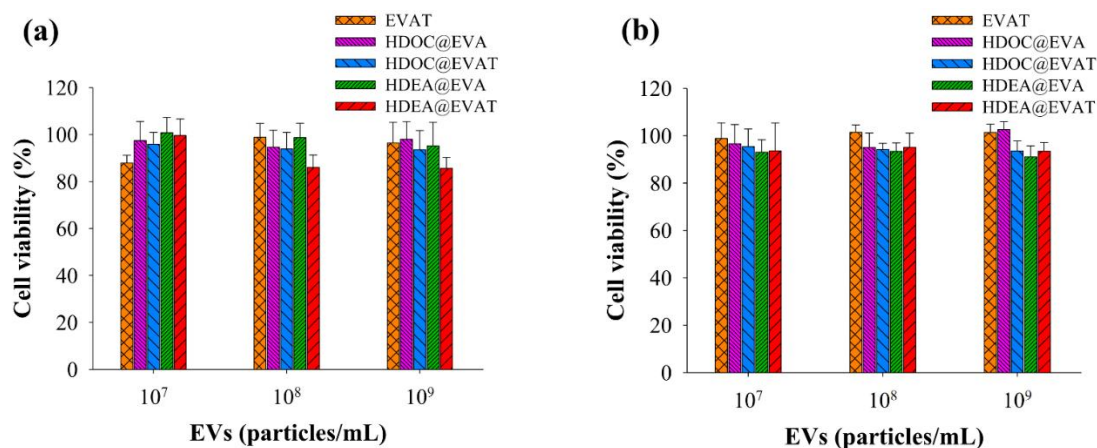 (a)
EVAT
HDOC@EVA
HDOC@EVAT
HDEA@EVA
HDEA@EVAT
Cell viability (%)
120
100
80
60
40
20
0
10⁷
10⁸
10⁹
EVs (particles/mL)
(b)
EVAT
HDOC@EVA
HDOC@EVAT
HDEA@EVA
HDEA@EVAT
Cell viability (%)
120
100
80
60
40
20
0
10⁷
10⁸
10⁹
EVs (particles/mL)